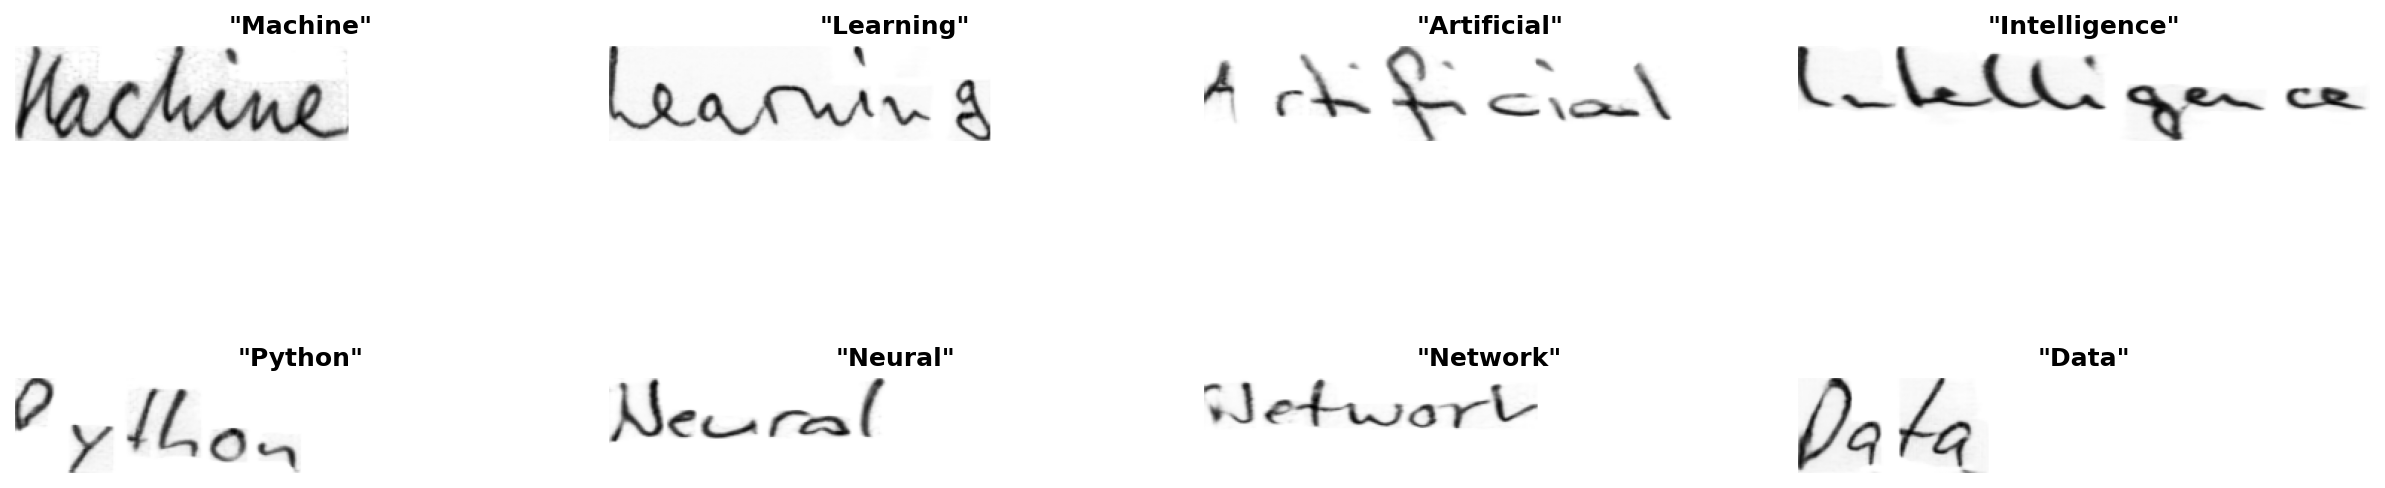 "Machine" "Learning" "Artificial" "Intelligence"
Machine Learning Artificial Intelligence
"Python" "Neural" "Network" "Data"
Python Neural Network Data